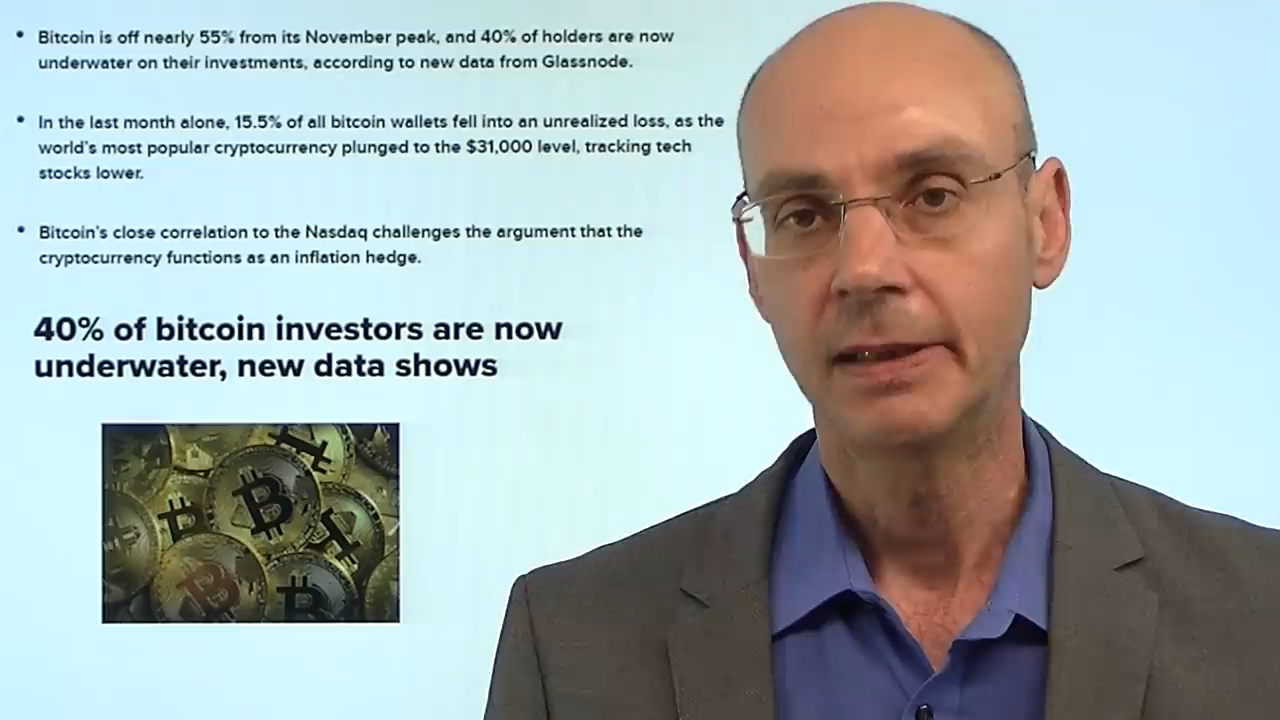 • Bitcoin is off nearly 55% from its November peak, and 40% of holders are now
underwater on their investments, according to new data from Glassnode.
• In the last month alone, 15.5% of all bitcoin wallets fell into an unrealized loss, as the
world's most popular cryptocurrency plunged to the $31,000 level, tracking tech
stocks lower.
• Bitcoin's close correlation to the Nasdaq challenges the argument that the
cryptocurrency functions as an inflation hedge.
40% of bitcoin investors are now
underwater, new data shows